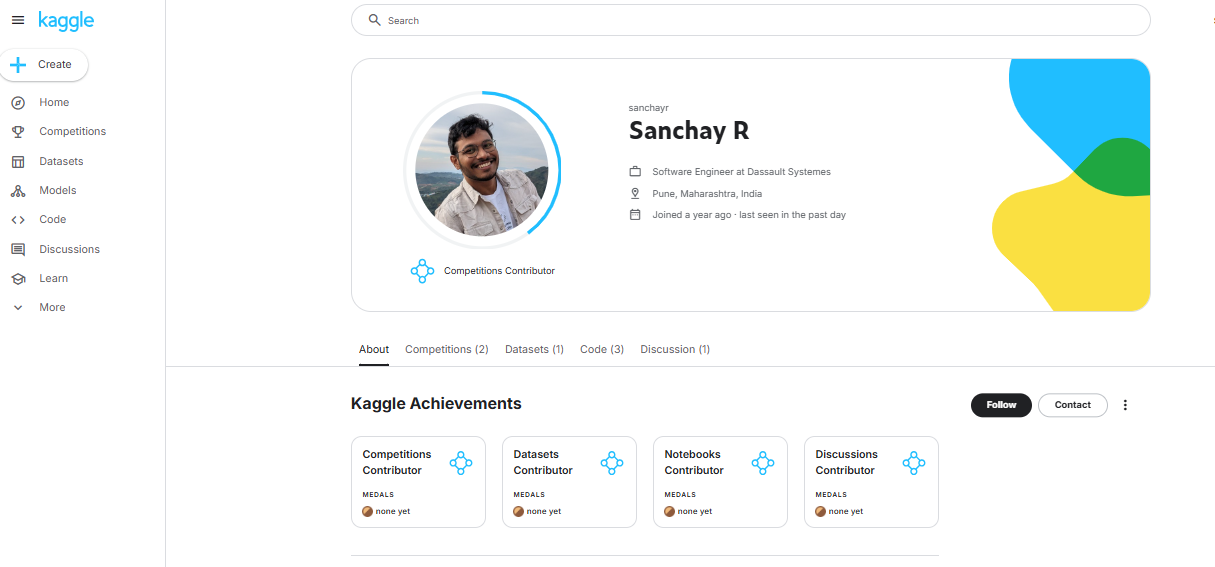 kaggle
Search
Create
Home
Competitions
Datasets
Models
Code
Discussions
Learn
More
sanchayr
Sanchay R
Software Engineer at Dassault Systemes
Pune, Maharashtra, India
Joined a year ago · last seen in the past day
Competitions Contributor
About Competitions (2) Datasets (1) Code (3) Discussion (1)
Kaggle Achievements
Follow Contact
Competitions
Contributor
MEDALS
none yet
Datasets
Contributor
MEDALS
none yet
Notebooks
Contributor
MEDALS
none yet
Discussions
Contributor
MEDALS
none yet